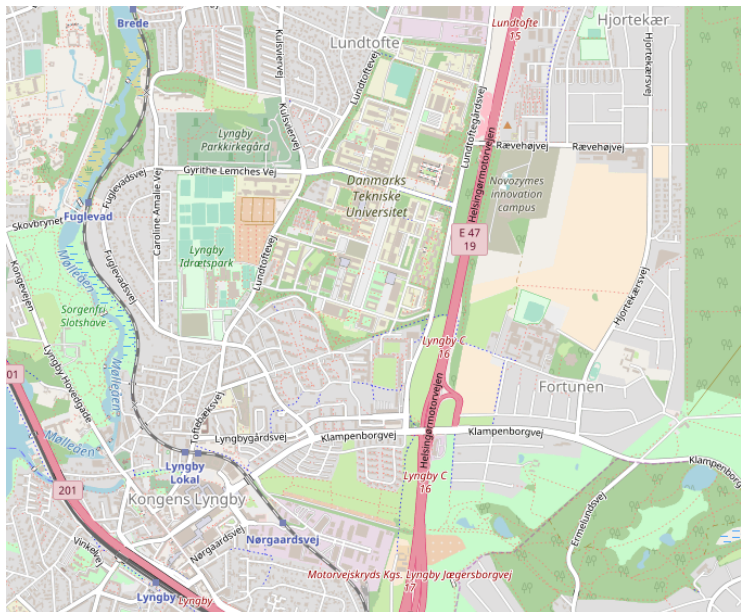 Brede
Lundtofte
15
Hjortekær
Lundtofte
Kulsviervej
Lundtoftevej
Hjortekærsvej
Kulsviervej
Lyngby
Parkkirkegård
Lundtoftegårdsvej
Helsingørmotorvejen
Rævehøjvej
Rævehøjvej
Fuglevadsvej
Caroline Amalie Vej
Gyrithe Lemches Vej
Danmarks
Tekniske
Universitet
Novozymes
innovation
campus
Fuglevad
Skovbrynet
E 47
19
Kongevejen
Mølleåen
Fuglevadsvej
Lyngby
Idrætspark
Lundtoftevej
Sorgenfri
Slotshave
Hjortekærsvej
Lyngby C
16
Mølleåen
Lyngby Hovedgade
01
Helsingørmotorvejen
Fortunen
Toftebæksvej
Mølleåen
Lyngbygårdsvej
Klampenborgvej
Klampenborgvej
Klampenborg
Lyngby
Lokal
Lyngby C
16
201
Kongens Lyngby
Nørgaardsvej
Ermelundsvej
Nørgaardsvej
Vinkelvej
Motorvejskryds Kgs. Lyngby Jægersborgvej
17
Lyngby
Lyngby